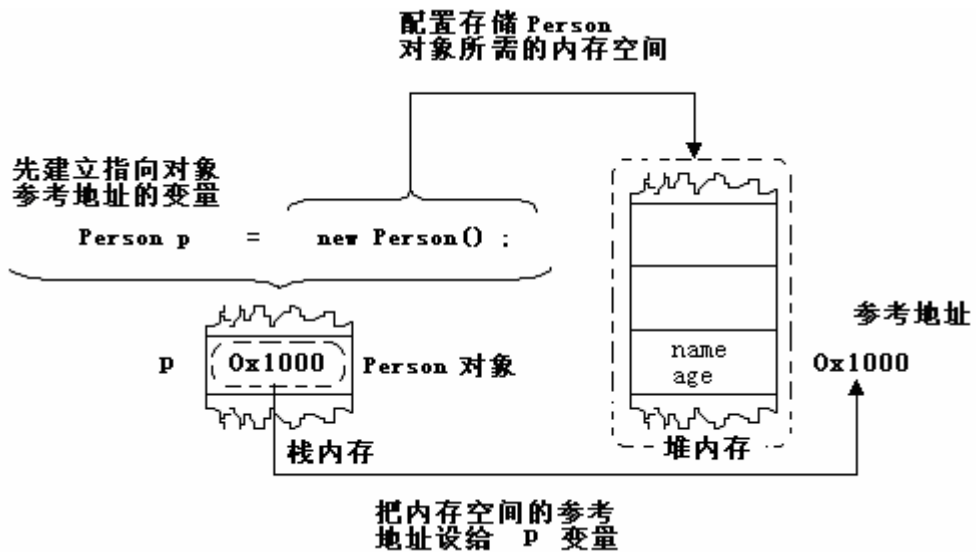 配置存储 Person
对象所需的内存空间
先建立指向对象
参考地址的变量
Person p = new Person() ;
参考地址
p
0x1000
Person 对象
name
age
0x1000
栈内存
堆内存
把内存空间的参考
地址设给 p 变量